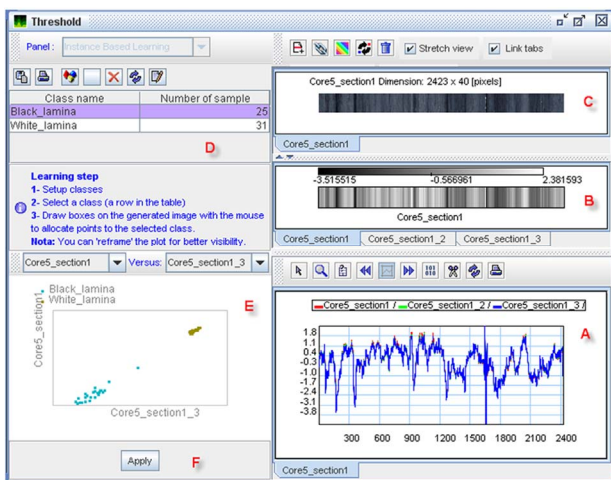 Threshold
Panel : Instance Based Learning
Stretch view Link tabs
Class name Number of sample
Black_lamina 25
White_lamina 31
D
Learning step
1- Setup classes
2- Select a class (a row in the table)
3- Draw boxes on the generated image with the mouse
to allocate points to the selected class.
Nota: You can 'reframe' the plot for better visibility.
Core5_section1 Versus: Core5_section1_3
Black_lamina
White_lamina
E
Core5_section1
Core5_section1_3
Apply F
Core5_section1 Dimension: 2423 x 40 [pixels]
C
Core5_section1
-3.515515 -0.566961 2.381593
B
Core5_section1
Core5_section1 Core5_section1_2 Core5_section1_3
Core5_section1 / Core5_section1_2 / Core5_section1_3 /
A
1.8
1.1
0.4
-0.3
-1.0
-1.7
-2.4
-3.1
-3.8
300 600 900 1200 1500 1800 2100 2400
Core5_section1